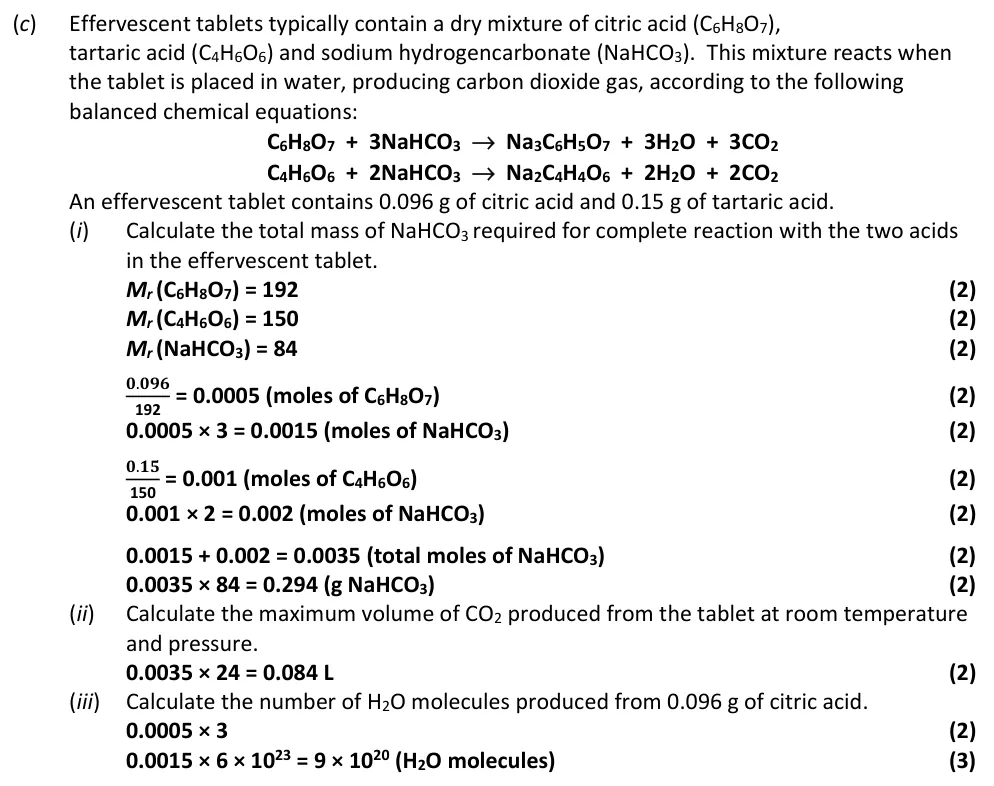 (c) Effervescent tablets typically contain a dry mixture of citric acid (C₆H₈O₇),
tartaric acid (C₄H₆O₆) and sodium hydrogencarbonate (NaHCO₃). This mixture reacts when
the tablet is placed in water, producing carbon dioxide gas, according to the following
balanced chemical equations:
C₆H₈O₇ + 3NaHCO₃ → Na₃C₆H₅O₇ + 3H₂O + 3CO₂
C₄H₆O₆ + 2NaHCO₃ → Na₂C₄H₄O₆ + 2H₂O + 2CO₂
An effervescent tablet contains 0.096 g of citric acid and 0.15 g of tartaric acid.
(i) Calculate the total mass of NaHCO₃ required for complete reaction with the two acids
in the effervescent tablet.
Mᵣ (C₆H₈O₇) = 192 (2)
Mᵣ (C₄H₆O₆) = 150 (2)
Mᵣ (NaHCO₃) = 84 (2)
0.096/192 = 0.0005 (moles of C₆H₈O₇) (2)
0.0005 × 3 = 0.0015 (moles of NaHCO₃) (2)
0.15/150 = 0.001 (moles of C₄H₆O₆) (2)
0.001 × 2 = 0.002 (moles of NaHCO₃) (2)
0.0015 + 0.002 = 0.0035 (total moles of NaHCO₃) (2)
0.0035 × 84 = 0.294 (g NaHCO₃) (2)
(ii) Calculate the maximum volume of CO₂ produced from the tablet at room temperature
and pressure.
0.0035 × 24 = 0.084 L (2)
(iii) Calculate the number of H₂O molecules produced from 0.096 g of citric acid.
0.0005 × 3 (2)
0.0015 × 6 × 10²³ = 9 × 10²⁰ (H₂O molecules) (3)